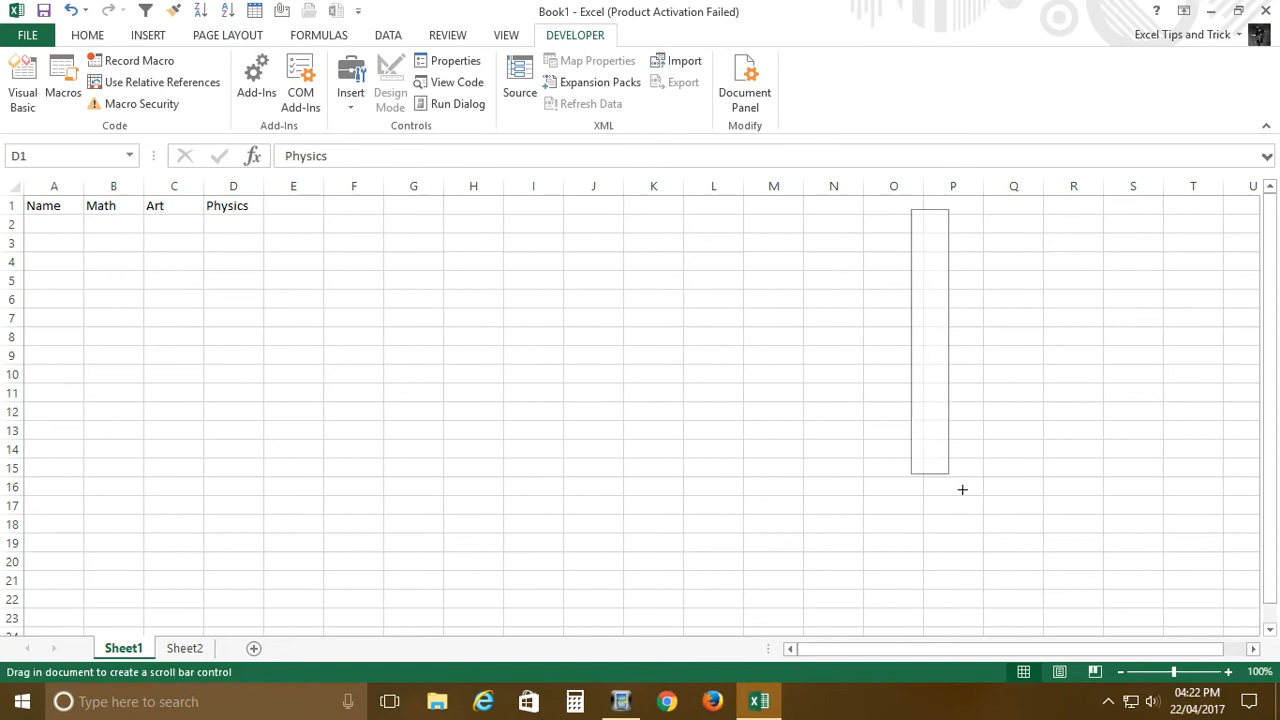 Book1 - Excel (Product Activation Failed)
?
FILE HOME INSERT PAGE LAYOUT FORMULAS DATA REVIEW VIEW DEVELOPER
Excel Tips and Trick
Visual Basic
Macros
Record Macro
Use Relative References
Macro Security
Code
Add-Ins
COM Add-Ins
Add-Ins
Insert
Design Mode
Properties
View Code
Run Dialog
Controls
Source
Map Properties
Expansion Packs
Refresh Data
Import
Export
XML
Document Panel
Modify
D1 fx Physics
A B C D E F G H I J K L M N O P Q R S T U
1 Name Math Art Physics
2
3
4
5
6
7
8
9
10
11
12
13
14
15
16
17
18
19
20
21
22
23
24
Sheet1 Sheet2
Drag in document to create a scroll bar control 100%
Type here to search
04:22 PM
22/04/2017